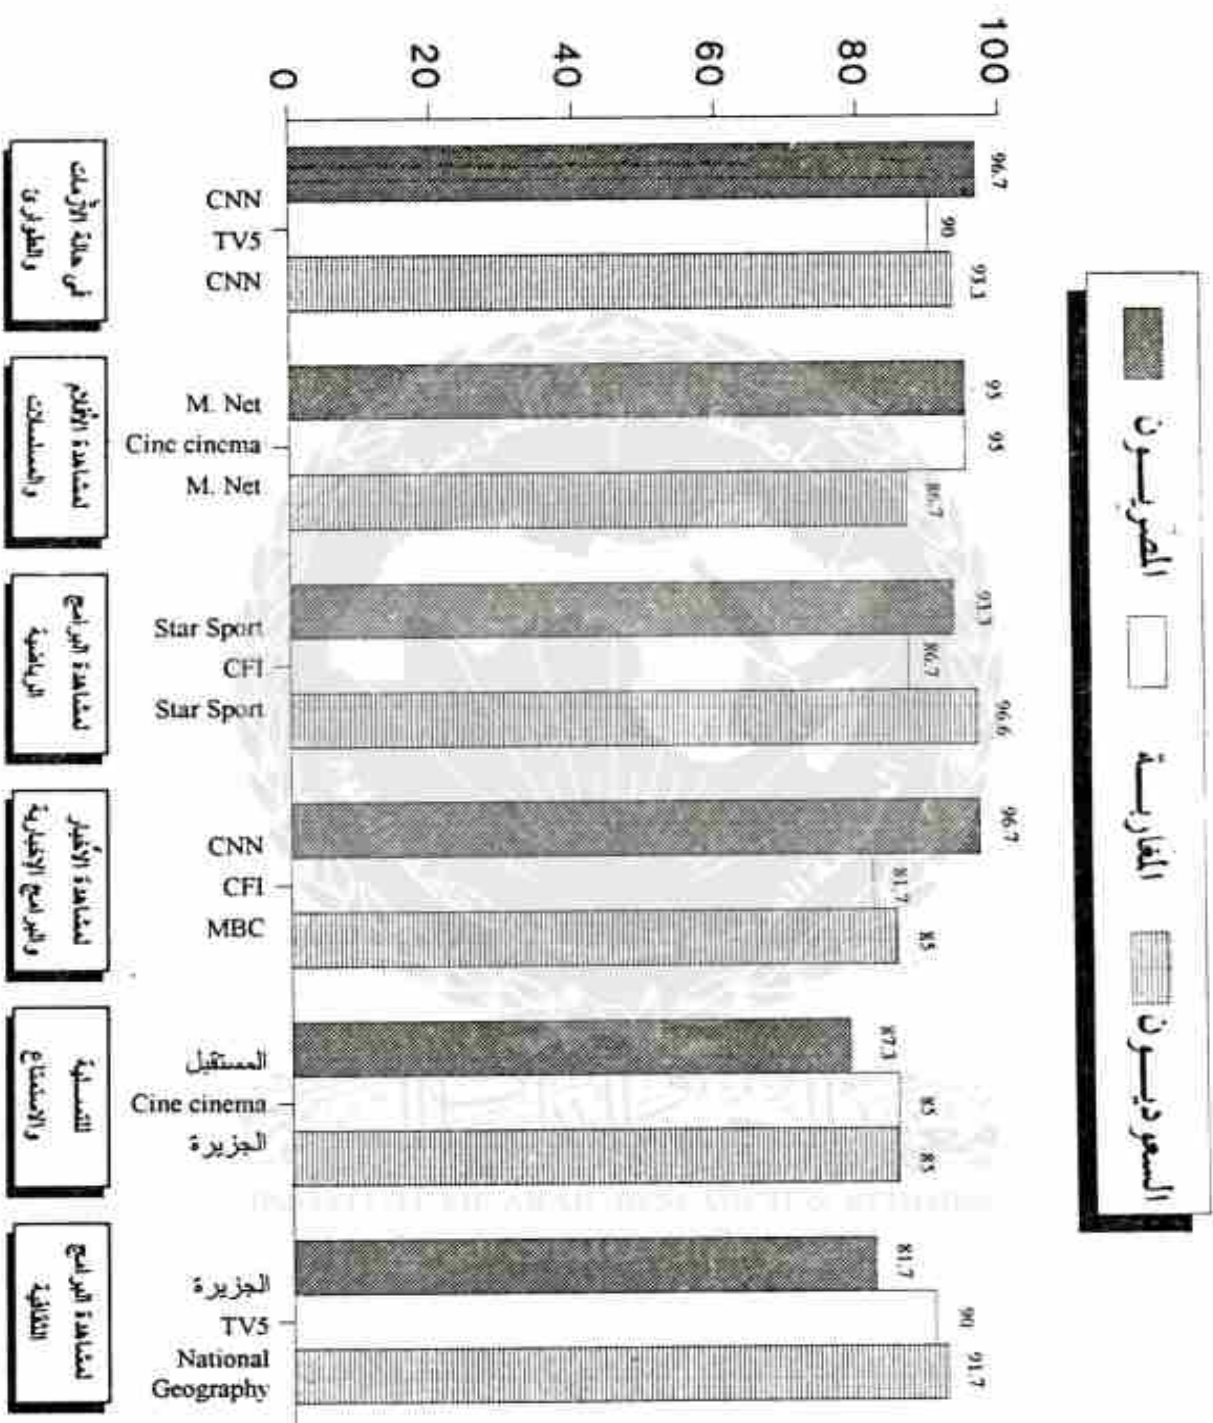 المصريــون
المغاربــة
السعوديــون
100
80
60
40
20
0
96.7
90
93.3
CNN
TV5
CNN
فى حالة الأزمات
والطوارئ
95
95
86.7
M. Net
Cine cinema
M. Net
لمشاهدة الأفلام
والمسلسلات
93.3
86.7
96.6
Star Sport
CFI
Star Sport
لمشاهدة البرامج
الرياضية
96.7
81.7
85
CNN
CFI
MBC
لمشاهدة الأخبار
والبرامج الإخبارية
87.3
85
85
المستقبل
Cine cinema
الجزيرة
للتسلية
والاستمتاع
81.7
90
91.7
الجزيرة
TV5
National
Geography
لمشاهدة البرامج
الثقافية